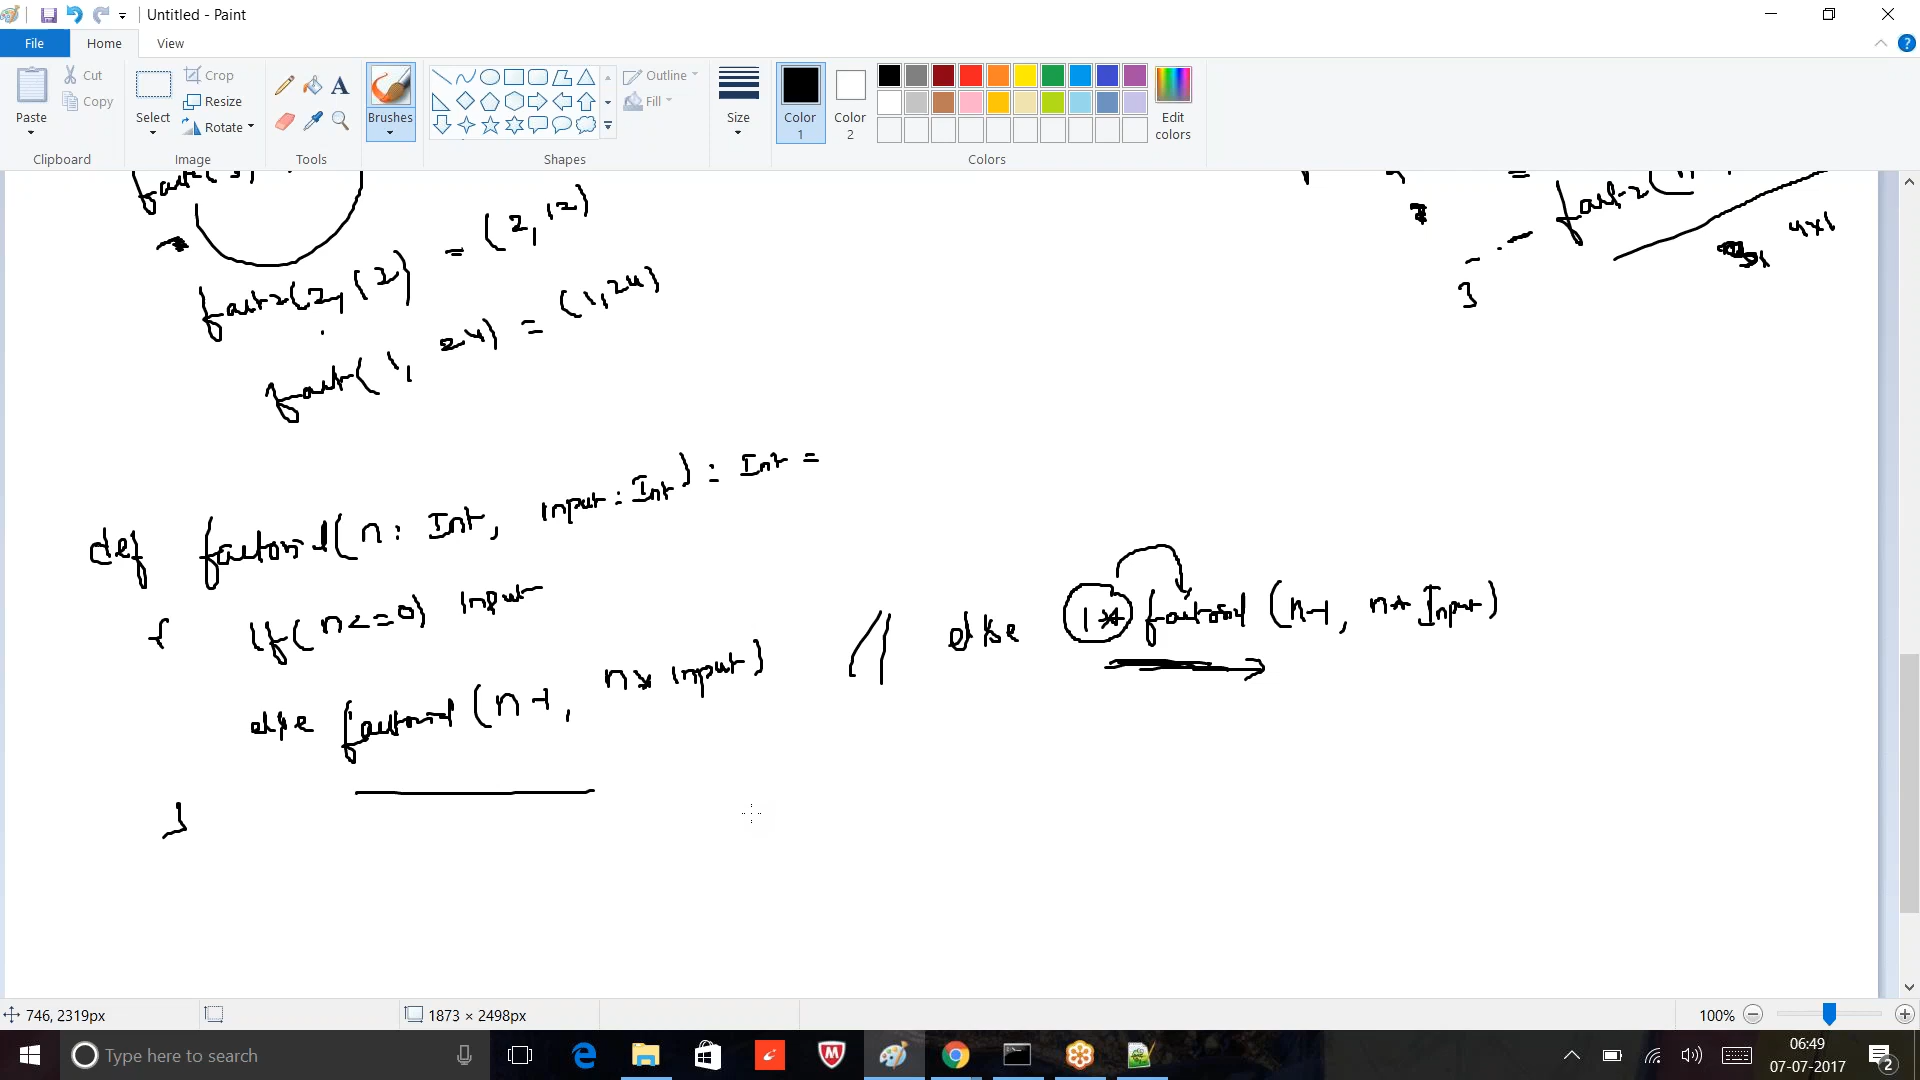 Untitled - Paint
File Home View
Cut
Copy
Paste
Clipboard
Select
Crop
Resize
Rotate
Image
Tools
Brushes
Shapes
Outline
Fill
Size
Color 1
Color 2
Edit colors
Colors
fact2(2, 12) = (2, 12)
fact(1, 24) = (1, 24)
4x1
}
def factorial(n: Int, input: Int) : Int =
{ if(n<=0) input
else factorial(n-1, n* input)
}
// else 1* factorial (n-1, n* Input)
746, 2319px
1873 × 2498px
100%
Type here to search
06:49
07-07-2017
2